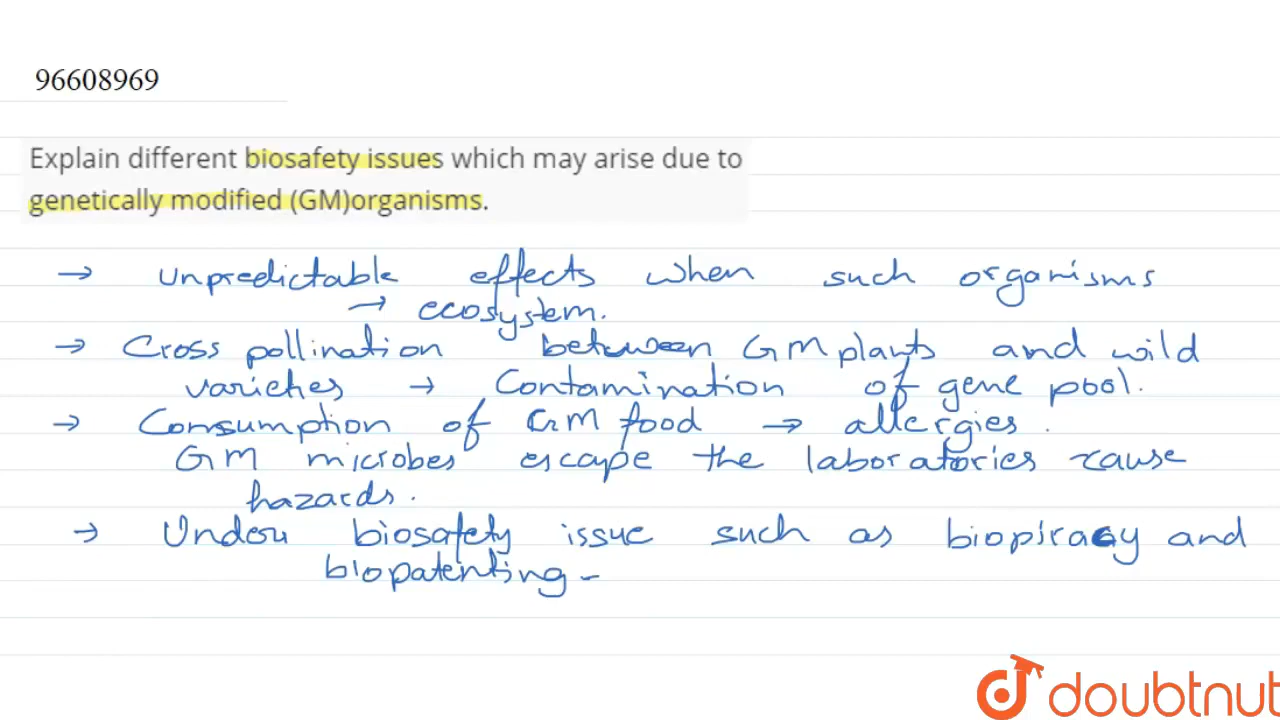 96608969
Explain different biosafety issues which may arise due to
genetically modified (GM)organisms.
→ unpredictable effects when such organisms
→ ecosystem.
→ Cross pollination between GM plants and wild
varieties → Contamination of gene pool.
→ Consumption of GM food → allergies.
GM microbes escape the laboratories cause
hazards.
→ Under biosafety issue such as biopiracy and
biopatenting -
doubtnut